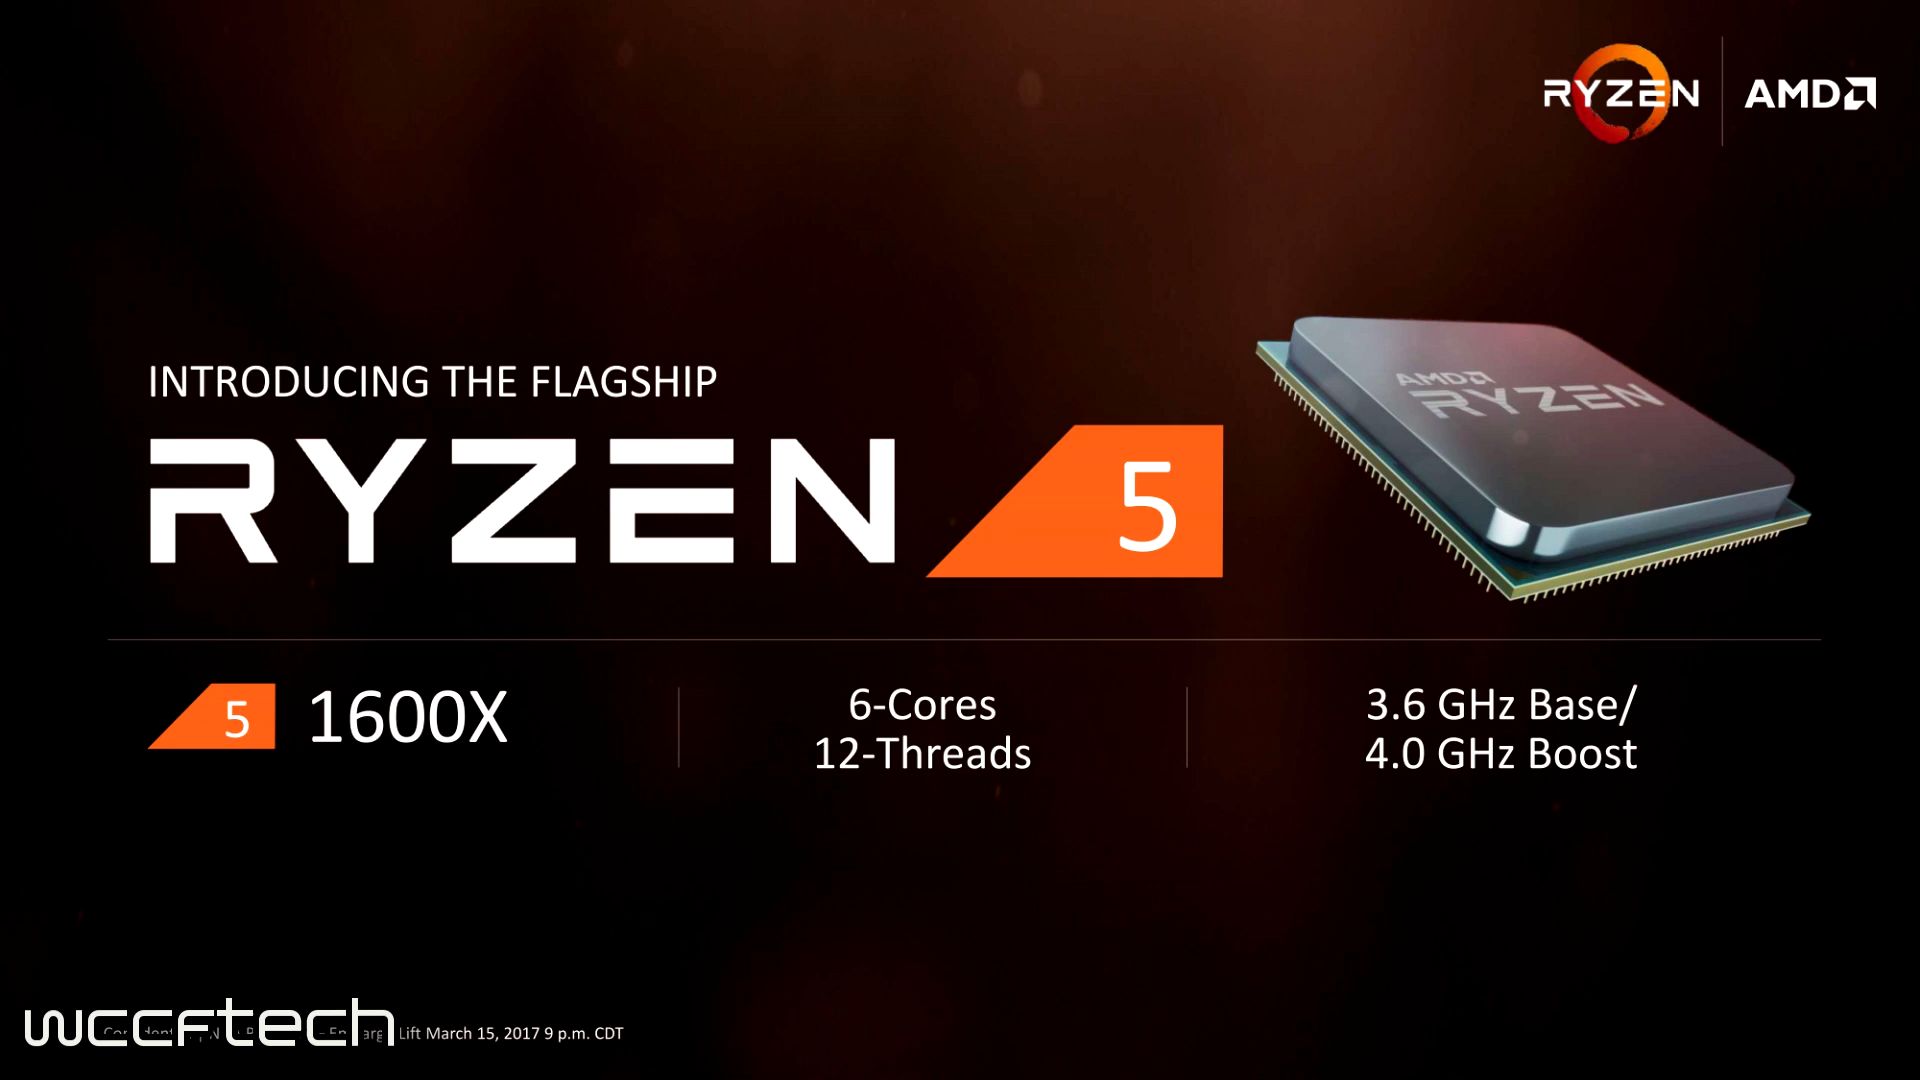 RYZEN AMD
INTRODUCING THE FLAGSHIP
RYZEN 5
AMD
RYZEN
5 1600X
6-Cores
12-Threads
3.6 GHz Base/
4.0 GHz Boost
wccftech
Lift March 15, 2017 9 p.m. CDT